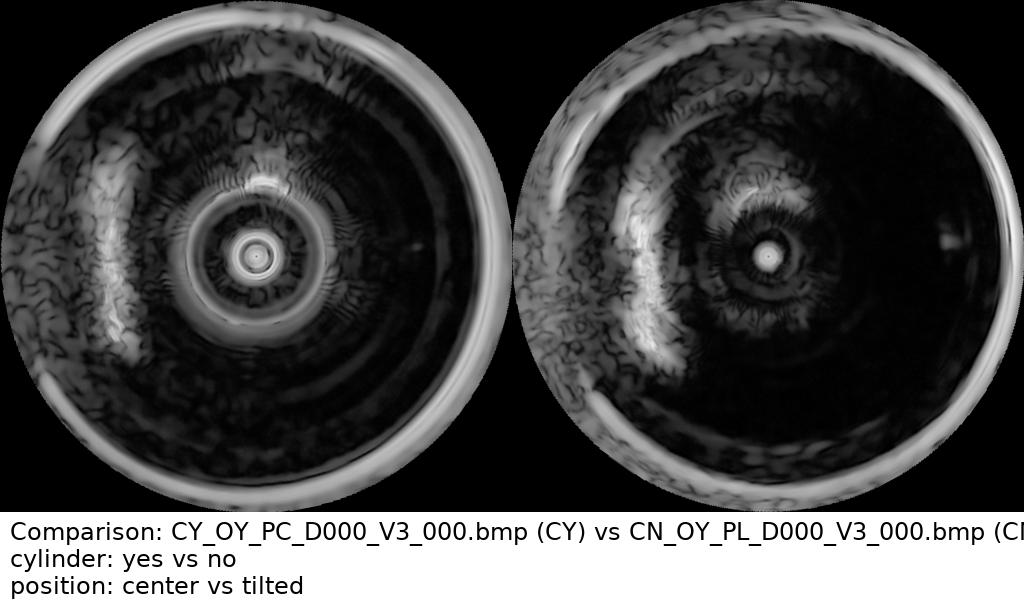 Comparison: CY_OY_PC_D000_V3_000.bmp (CY) vs CN_OY_PL_D000_V3_000.bmp
cylinder: yes vs no
position: center vs tilted